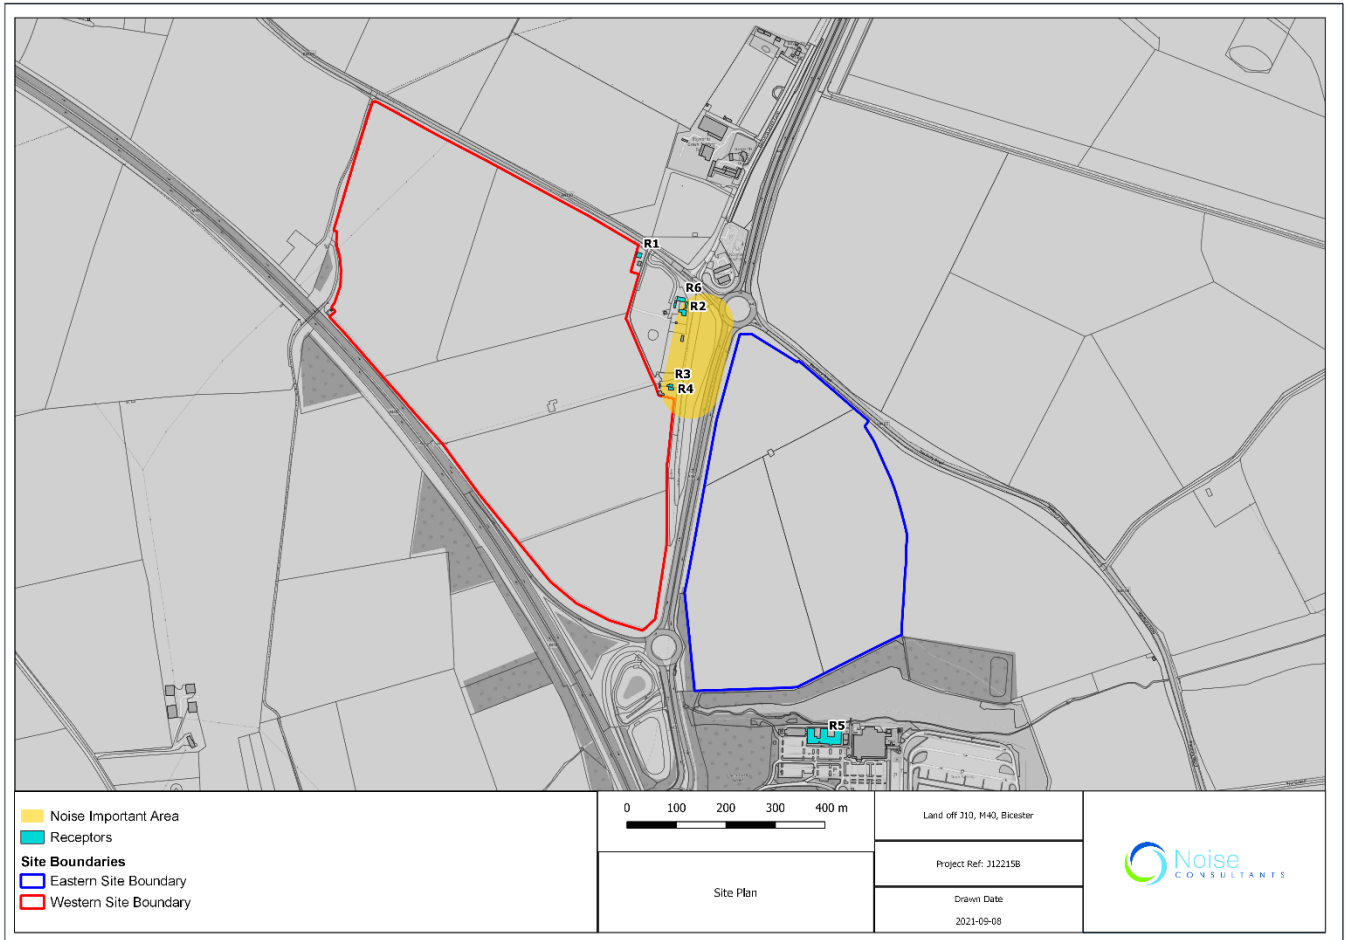 R1
R6
R2
R3
R4
R5
Noise Important Area
Receptors
Site Boundaries
Eastern Site Boundary
Western Site Boundary
0 100 200 300 400 m
Site Plan
Land off J10, M40, Bicester
Project Ref: J12215B
Drawn Date
2021-09-08
Noise
CONSULTANTS